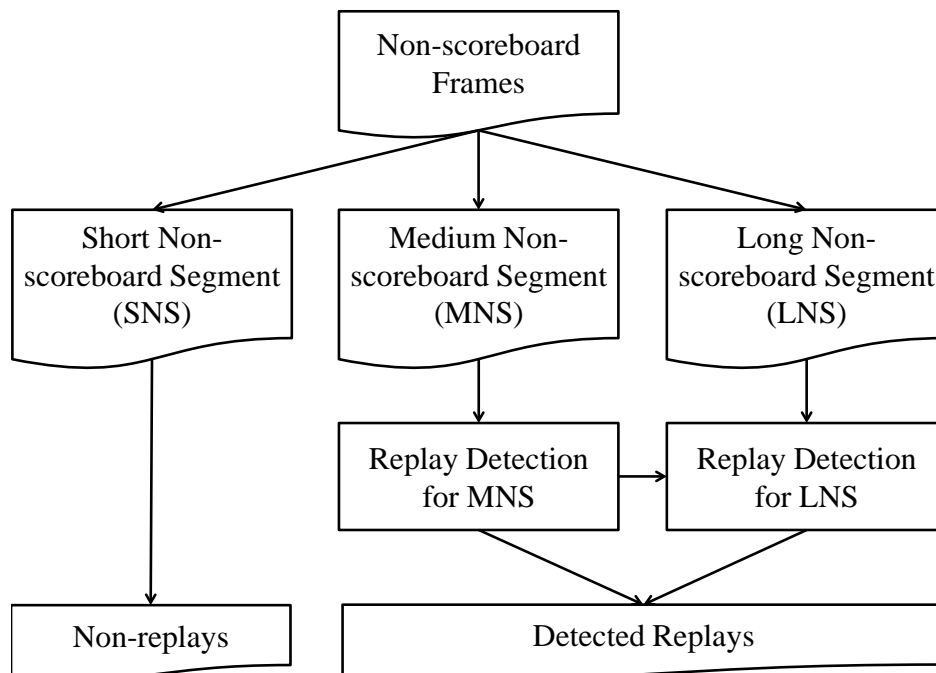 Non-scoreboard
Frames
Short Non-
scoreboard Segment
(SNS)
Medium Non-
scoreboard Segment
(MNS)
Long Non-
scoreboard Segment
(LNS)
Replay Detection
for MNS
Replay Detection
for LNS
Non-replays
Detected Replays